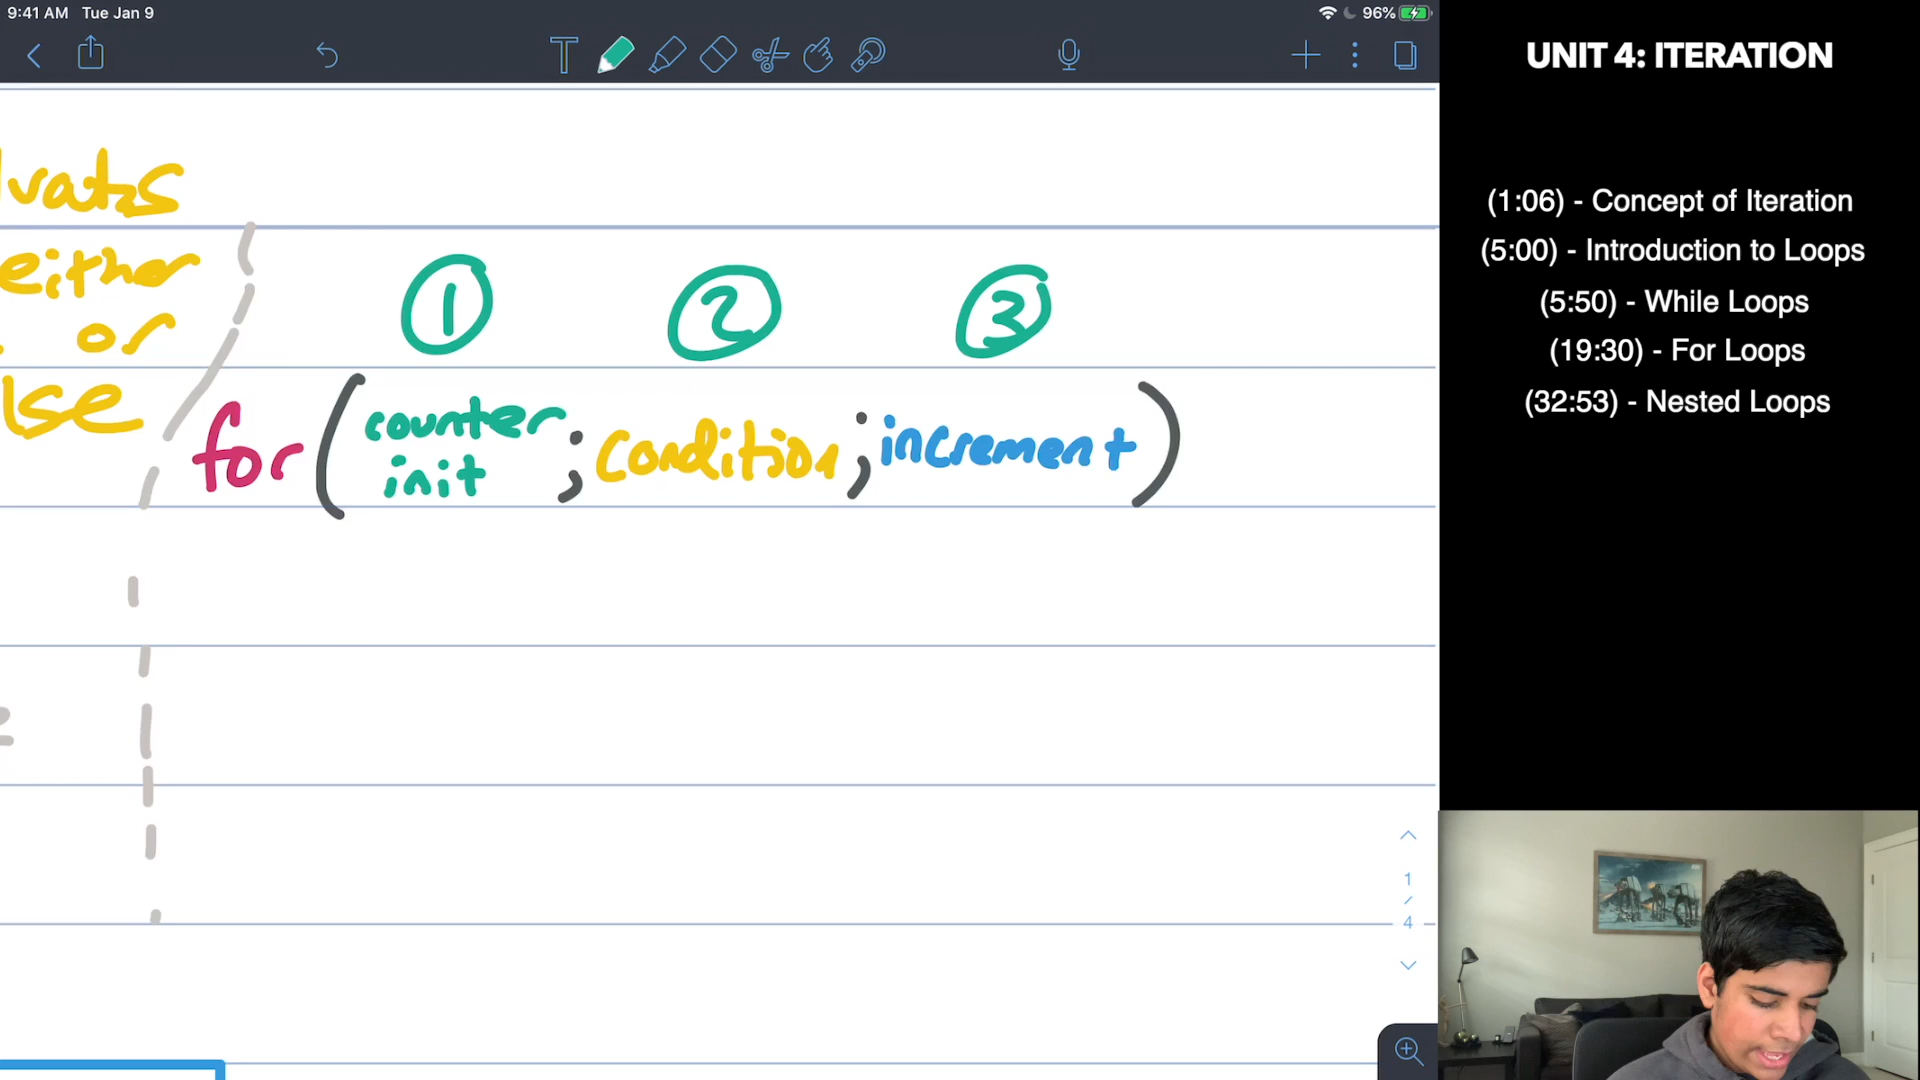 9:41 AM Tue Jan 9
96%
UNIT 4: ITERATION
(1:06) - Concept of Iteration
(5:00) - Introduction to Loops
(5:50) - While Loops
(19:30) - For Loops
(32:53) - Nested Loops
either
or
1 2 3
for ( counter init ; condition ; increment )
1
/
4